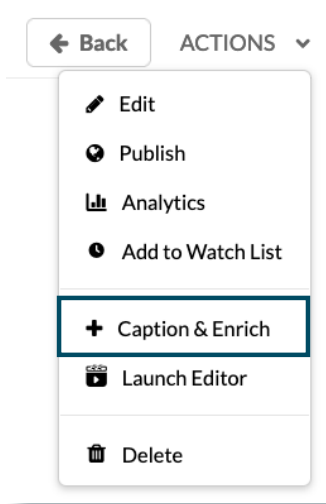 Back ACTIONS
Edit
Publish
Analytics
Add to Watch List
Caption & Enrich
Launch Editor
Delete